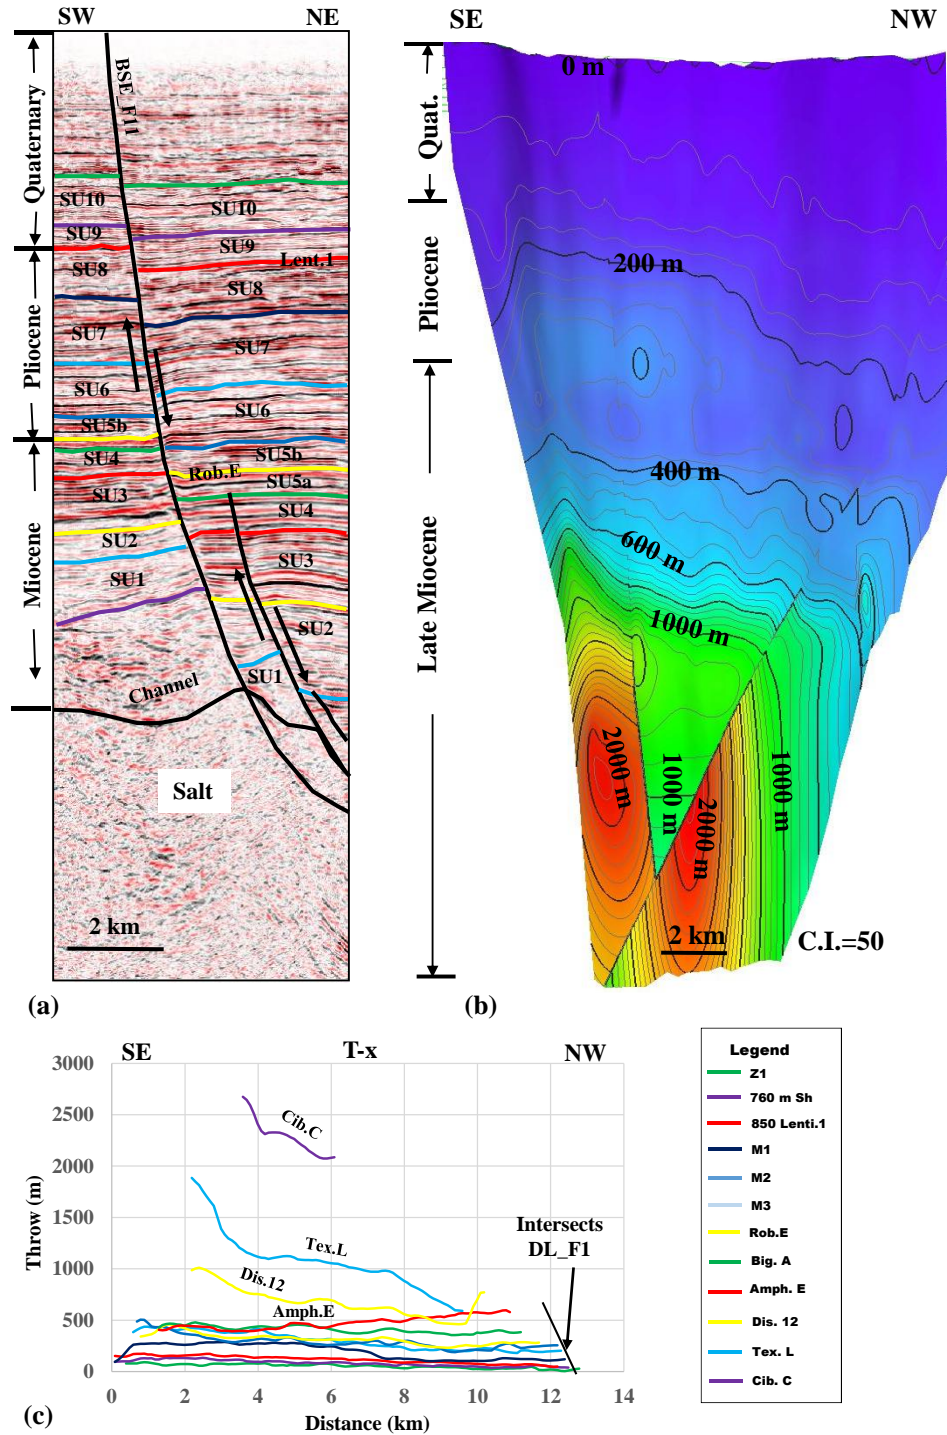 SW
NE
BSE_F11
Quaternary
Pliocene
Miocene
SU10
SU10
SU9
SU9
Lent.1
SU8
SU8
SU7
SU7
SU6
SU6
SU5b
SU5b
SU4
Rob.E
SU5a
SU3
SU4
SU2
SU3
SU1
SU2
SU1
Channel
Salt
2 km
(a)
SE
NW
0 m
Quat.
Pliocene
Late Miocene
200 m
400 m
600 m
1000 m
2000 m
1000 m
2000 m
1000 m
2 km
C.I.=50
(b)
SE
T-x
NW
3000
2500
2000
1500
1000
500
0
Throw (m)
Cib.C
Tex.L
Dis.12
Amph.E
Intersects
DL_F1
0 2 4 6 8 10 12 14
Distance (km)
(c)
Legend
Z1
760 m Sh
850 Lenti.1
M1
M2
M3
Rob.E
Big. A
Amph. E
Dis. 12
Tex. L
Cib. C